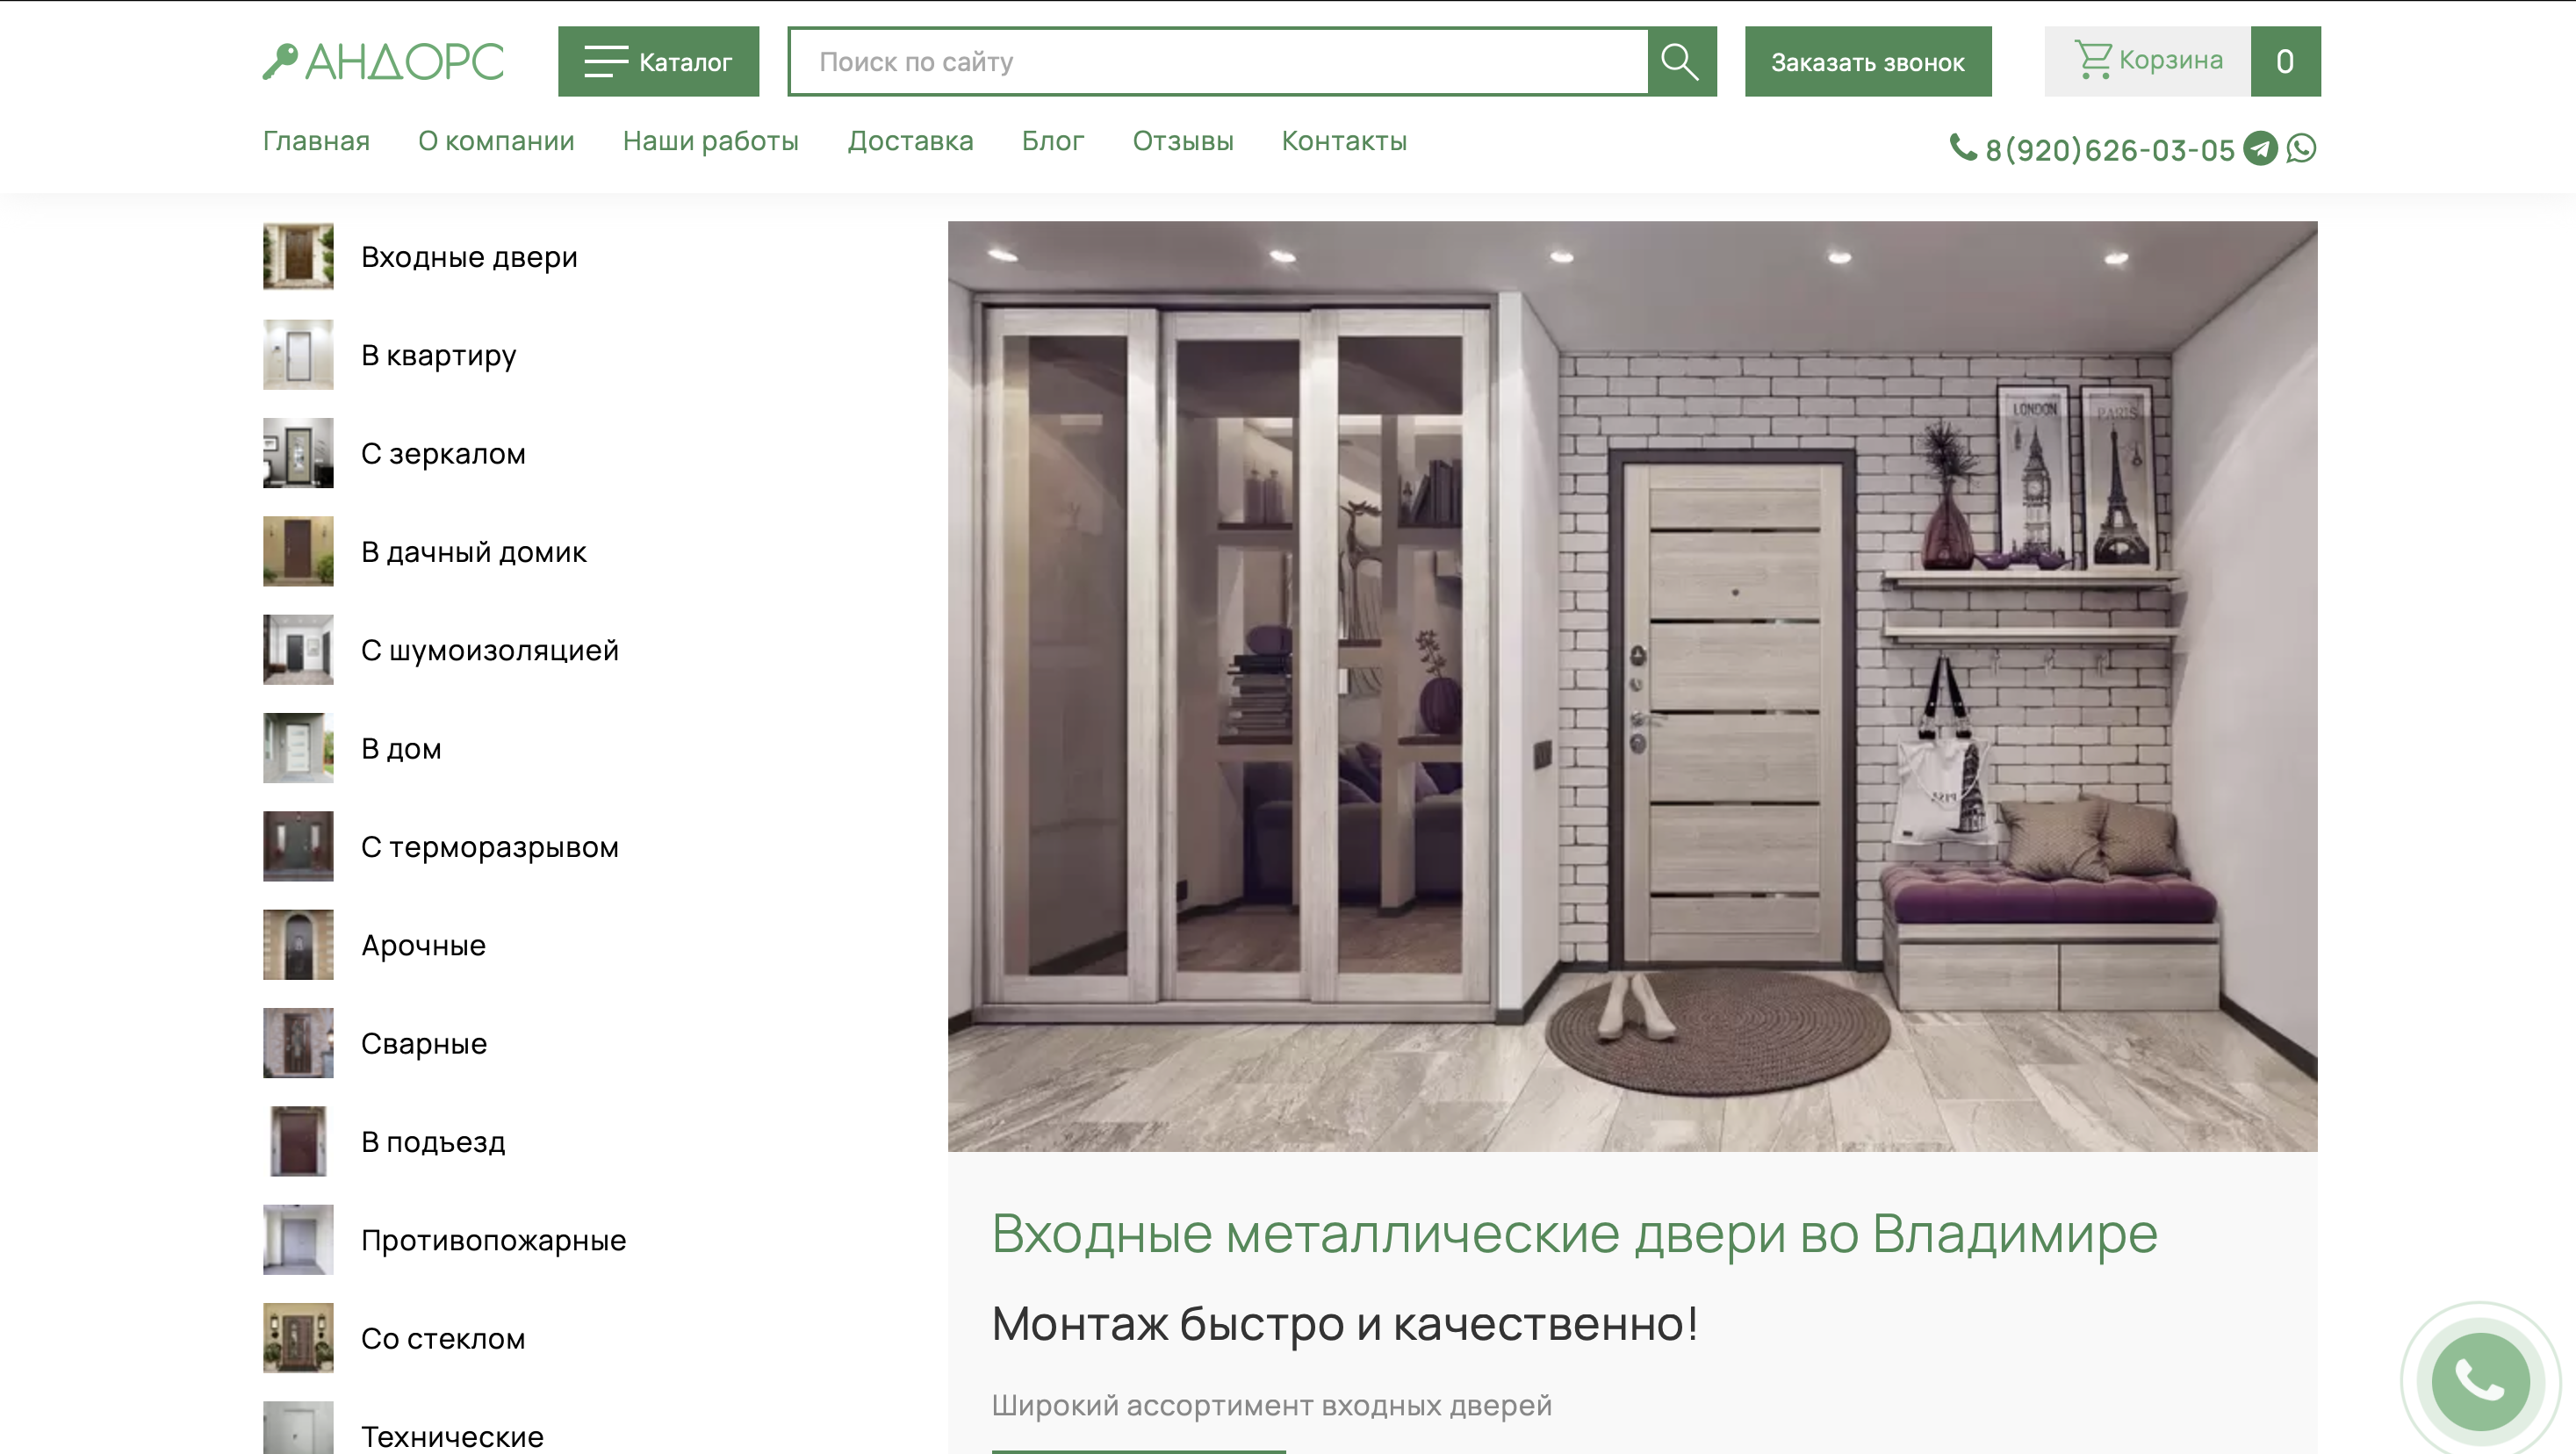 АНДОРС
Каталог
Поиск по сайту
Заказать звонок
Корзина
0
Главная
О компании
Наши работы
Доставка
Блог
Отзывы
Контакты
8(920)626-03-05
Входные двери
В квартиру
С зеркалом
В дачный домик
С шумоизоляцией
В дом
С терморазрывом
Арочные
Сварные
В подъезд
Противопожарные
Со стеклом
Технические
LONDON
PARIS
Входные металлические двери во Владимире
Монтаж быстро и качественно!
Широкий ассортимент входных дверей